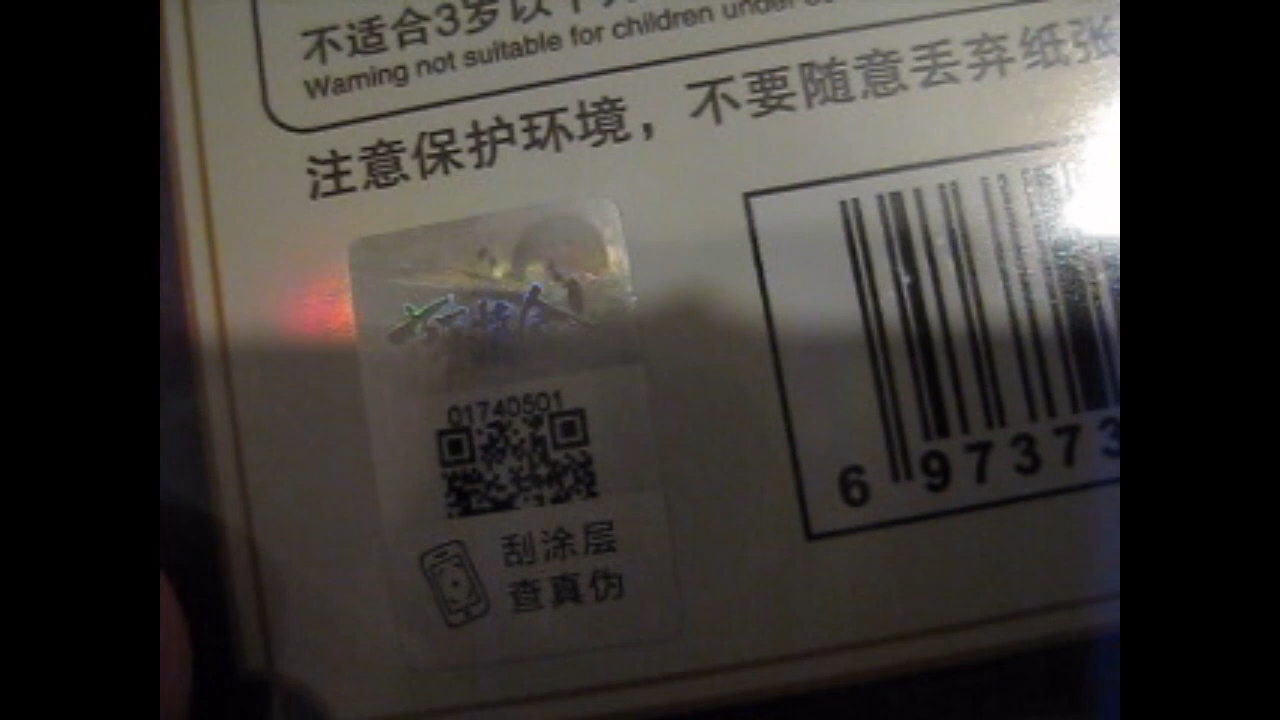 不适合3岁以下
Warning not suitable for children under
注意保护环境，不要随意丢弃纸张
01740501
刮涂层
查真伪
6 97373